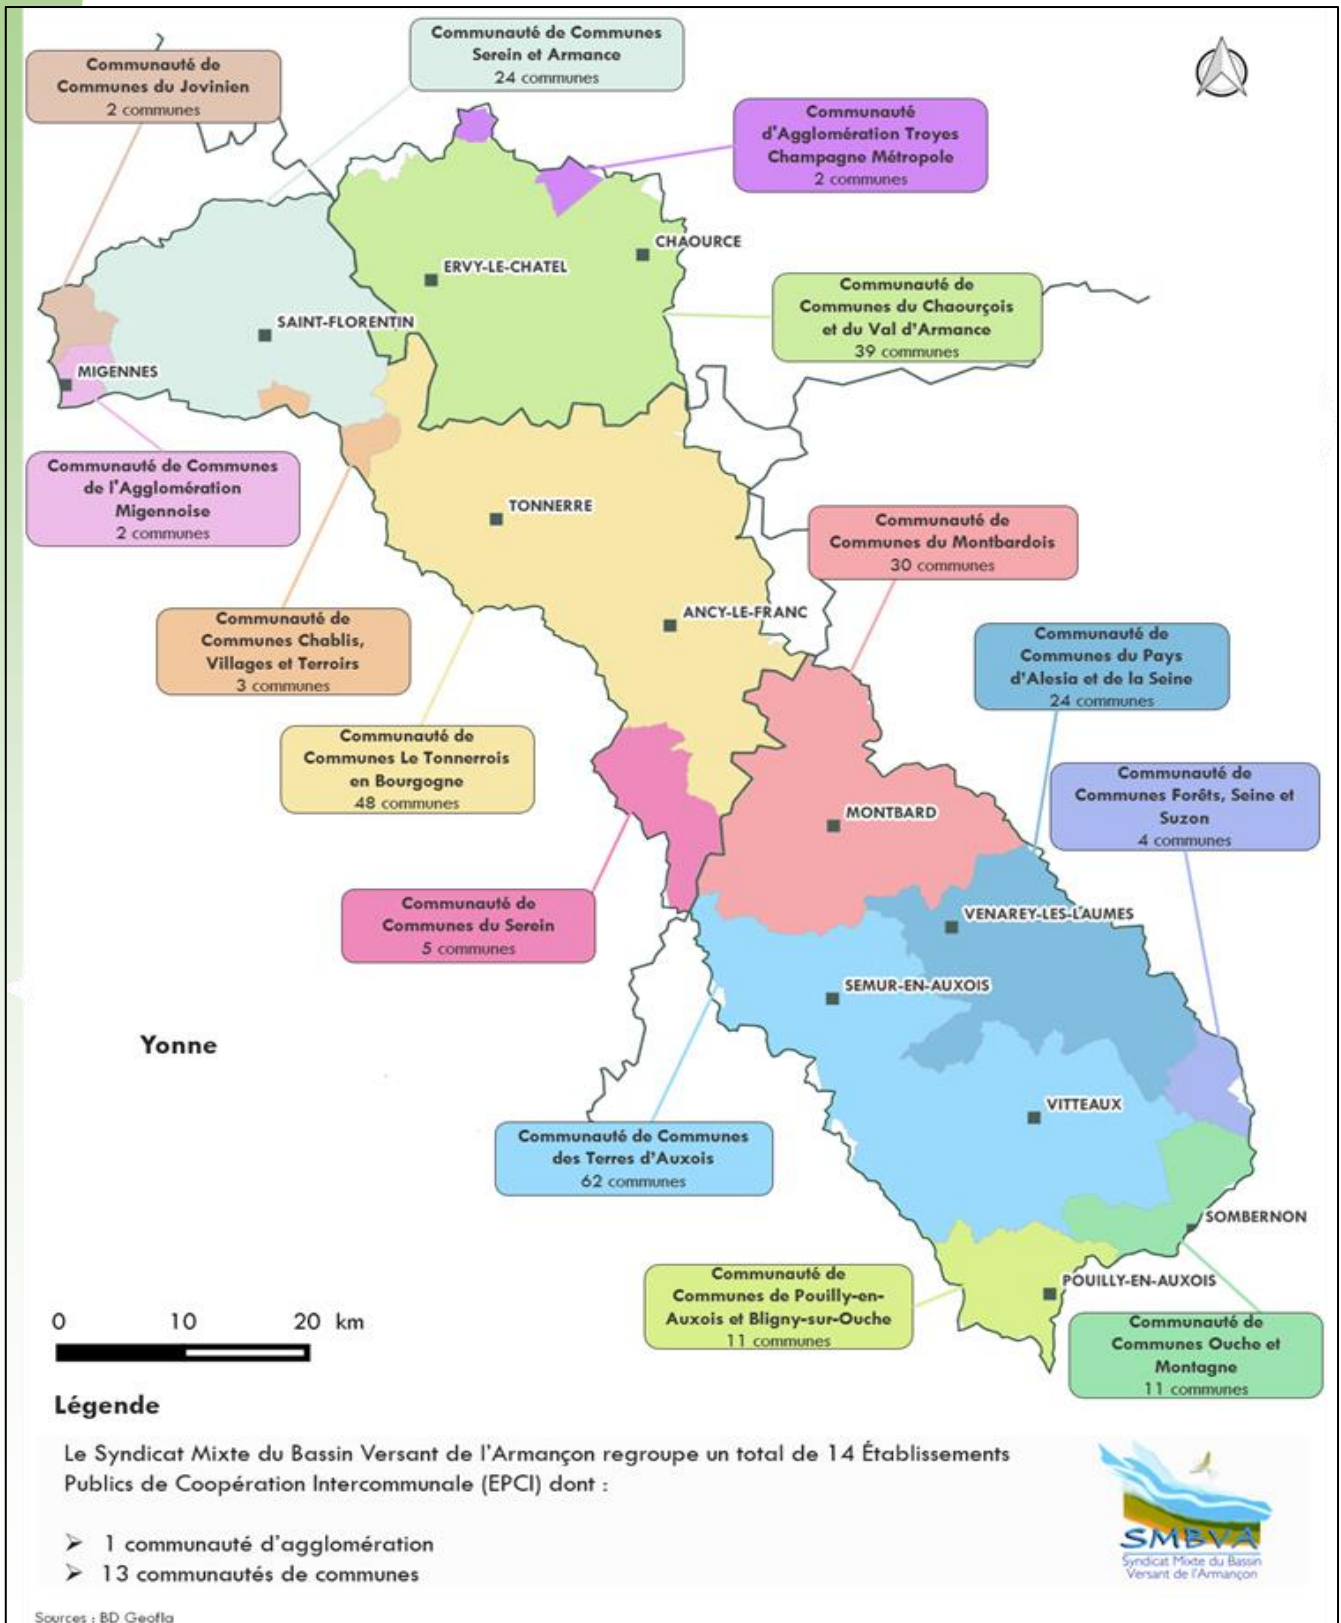 Communauté de Communes
Serein et Armance
24 communes
Communauté de
Communes du Jovinien
2 communes
Communauté
d'Agglomération Troyes
Champagne Métropole
2 communes
CHAOURCE
ERVY-LE-CHATEL
Communauté de
Communes du Chaourçois
et du Val d'Armance
39 communes
SAINT-FLORENTIN
MIGENNES
Communauté de Communes
de l'Agglomération
Migennoise
2 communes
TONNERRE
Communauté de
Communes du Montbardois
30 communes
Communauté de
Communes Chablis,
Villages et Terroirs
3 communes
ANCY-LE-FRANC
Communauté de
Communes du Pays
d'Alesia et de la Seine
24 communes
Communauté de
Communes Le Tonnerrois
en Bourgogne
48 communes
Communauté de
Communes Forêts, Seine et
Suzon
4 communes
MONTBARD
Communauté de
Communes du Serein
5 communes
VENAREY-LES-LAUMES
SEMUR-EN-AUXOIS
Yonne
VITTEAUX
Communauté de Communes
des Terres d'Auxois
62 communes
SOMBERNON
Communauté de
Communes de Pouilly-en-
Auxois et Bligny-sur-Ouche
11 communes
POUILLY-EN-AUXOIS
Communauté de
Communes Ouche et
Montagne
11 communes
0 10 20 km
Légende
Le Syndicat Mixte du Bassin Versant de l'Armançon regroupe un total de 14 Établissements
Publics de Coopération Intercommunale (EPCI) dont :
➤ 1 communauté d'agglomération
➤ 13 communautés de communes
SMBVA
Syndicat Mixte du Bassin
Versant de l'Armançon
Sources : BD Geofla